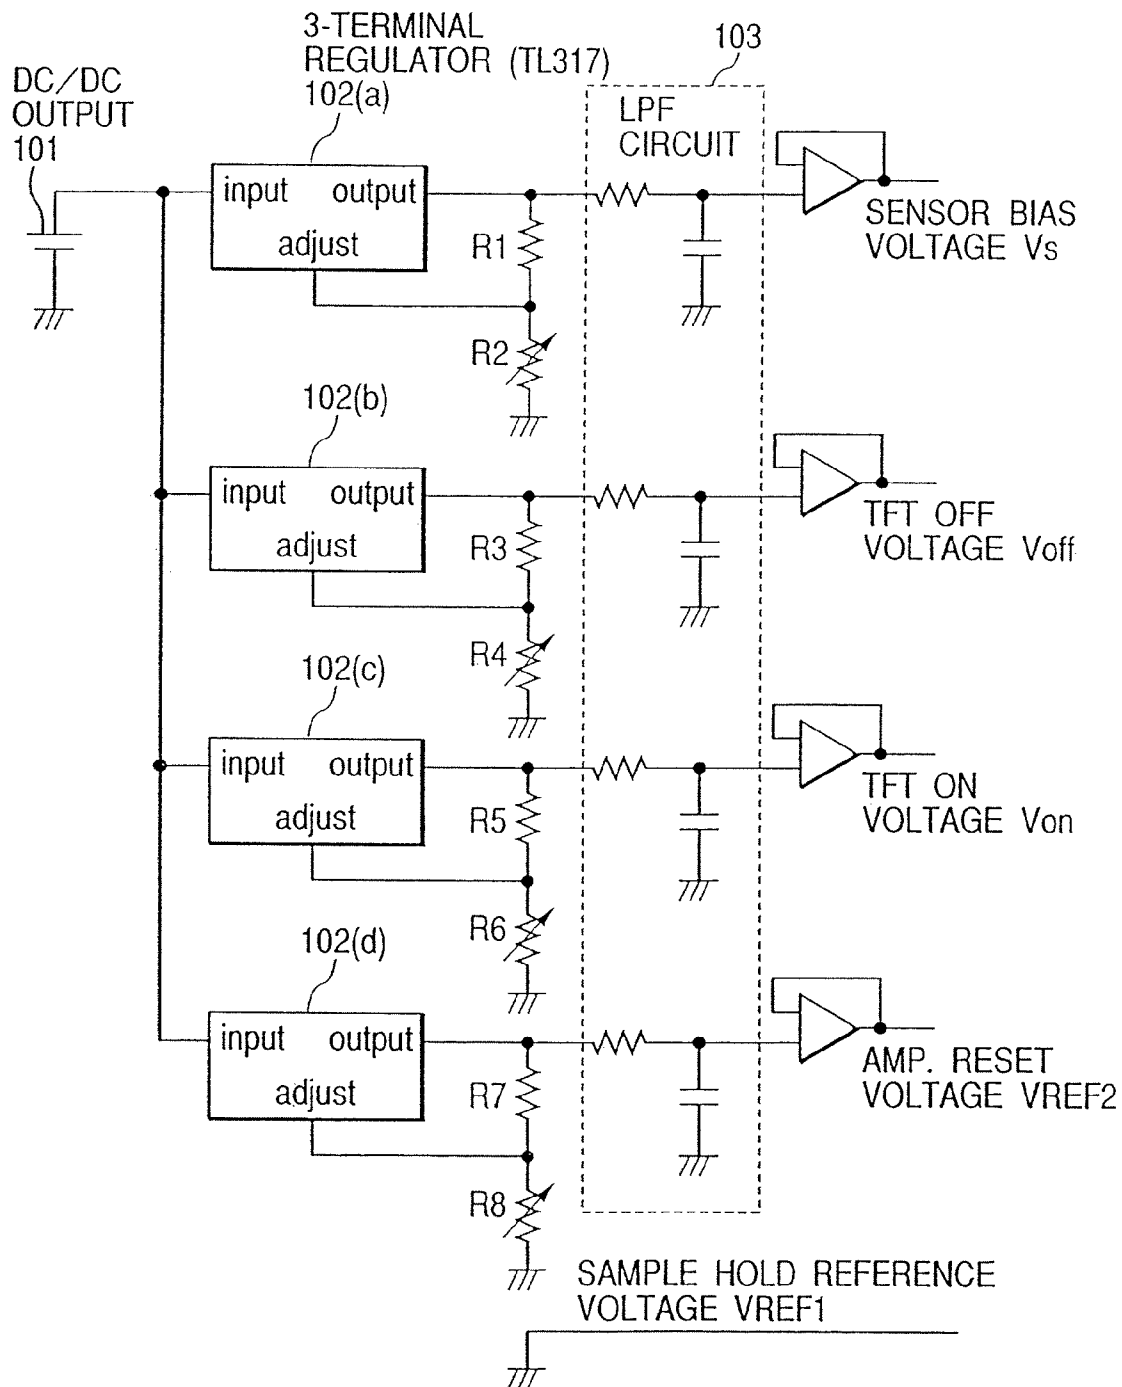 3-TERMINAL
REGULATOR (TL317)
103
DC/DC
OUTPUT
101
102(a)
LPF
CIRCUIT
input output
adjust
R1
R2
SENSOR BIAS
VOLTAGE Vs
102(b)
input output
adjust
R3
R4
TFT OFF
VOLTAGE Voff
102(c)
input output
adjust
R5
R6
TFT ON
VOLTAGE Von
102(d)
input output
adjust
R7
R8
AMP. RESET
VOLTAGE VREF2
SAMPLE HOLD REFERENCE
VOLTAGE VREF1